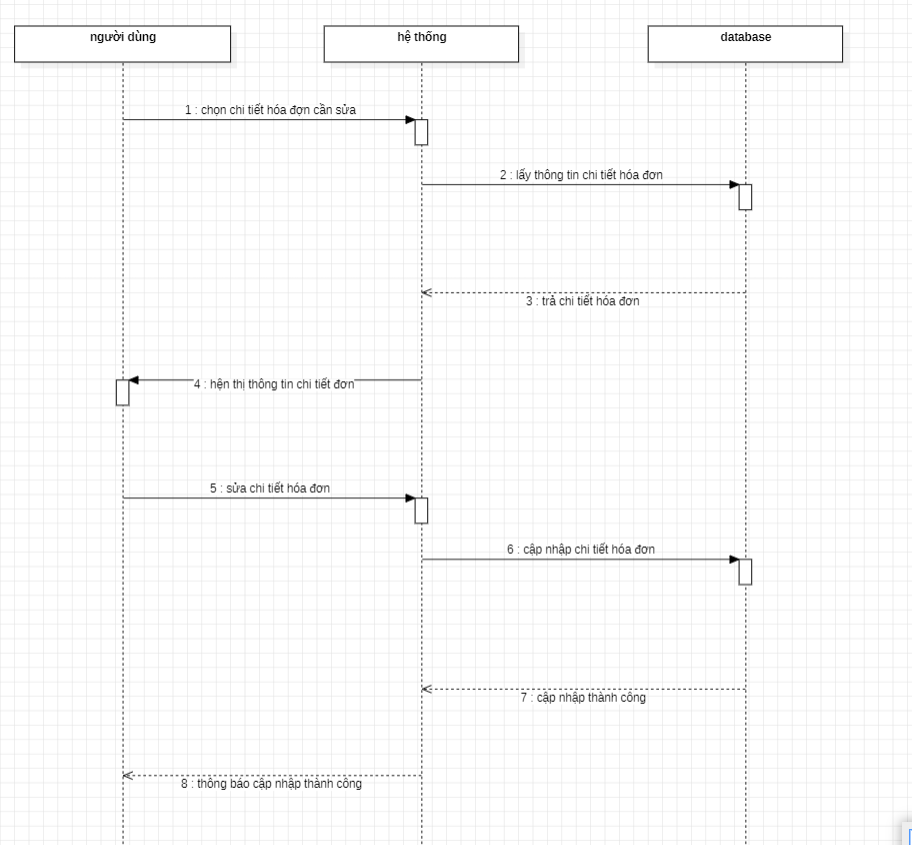 người dùng
hệ thống
database
1 : chọn chi tiết hóa đợn cần sửa
2 : lấy thông tin chi tiết hóa đơn
3 : trả chi tiết hóa đơn
4 : hện thị thông tin chi tiết đơn
5 : sửa chi tiết hóa đơn
6 : cập nhập chi tiết hóa đơn
7 : cập nhập thành công
8 : thông báo cập nhập thành công